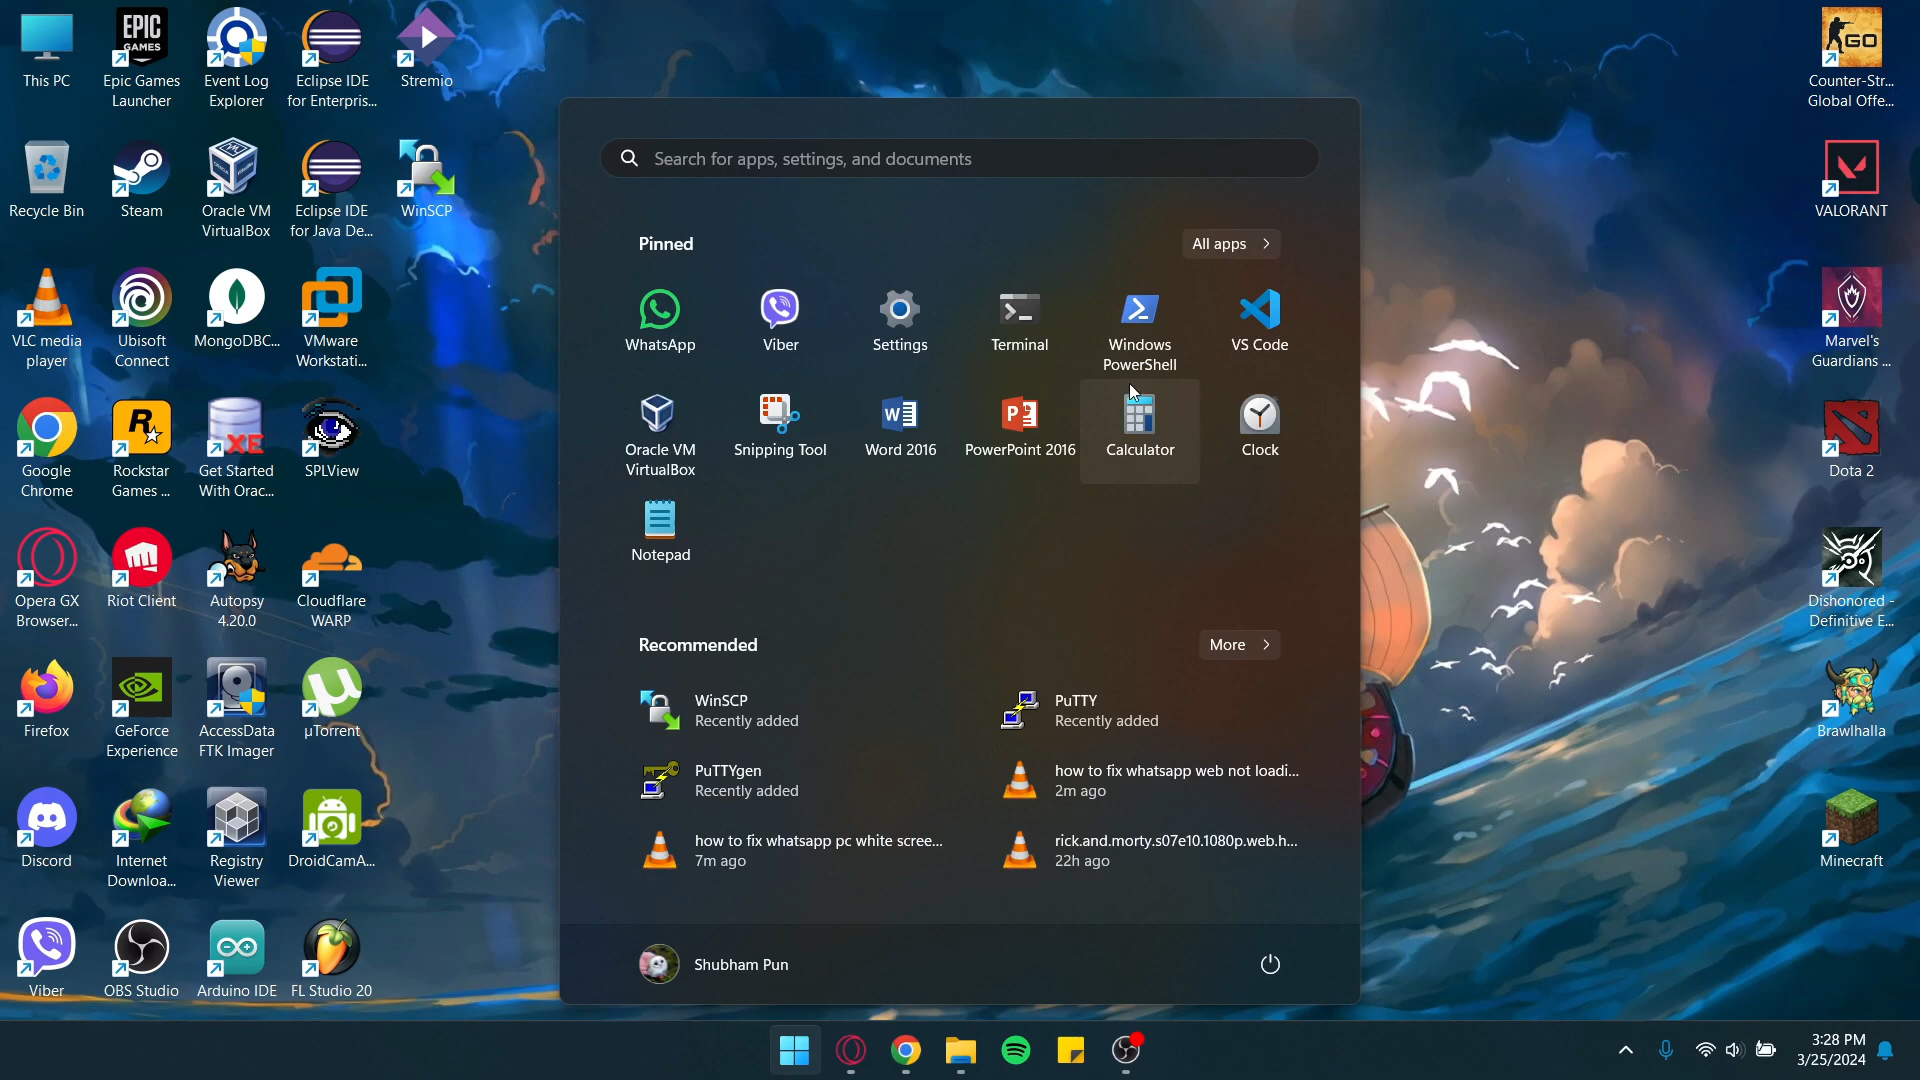 This PC
EPIC
GAMES
Epic Games
Launcher
Event Log
Explorer
Eclipse IDE
for Enterpris...
Stremio
Recycle Bin
Steam
Oracle VM
VirtualBox
Eclipse IDE
for Java De...
WinSCP
VLC media
player
Ubisoft
Connect
MongoDBC...
VMware
Workstati...
Google
Chrome
R
Rockstar
Games ...
XE
Get Started
With Orac...
SPLView
Opera GX
Browser...
Riot Client
Autopsy
4.20.0
Cloudflare
WARP
Firefox
GeForce
Experience
AccessData
FTK Imager
µTorrent
Discord
Internet
Downloa...
Registry
Viewer
DroidCamA...
Viber
OBS Studio
Arduino IDE
FL Studio 20
Search for apps, settings, and documents
Pinned
All apps
WhatsApp
Viber
Settings
Terminal
Windows
PowerShell
VS Code
Oracle VM
VirtualBox
Snipping Tool
W
Word 2016
P
PowerPoint 2016
Calculator
Clock
Notepad
Recommended
More
WinSCP
Recently added
PuTTY
Recently added
PuTTYgen
Recently added
how to fix whatsapp web not loadi...
2m ago
how to fix whatsapp pc white scree...
7m ago
rick.and.morty.s07e10.1080p.web.h...
22h ago
Shubham Pun
GO
Counter-Str...
Global Offe...
VALORANT
Marvel's
Guardians ...
Dota 2
Dishonored -
Definitive E...
Brawlhalla
Minecraft
3:28 PM
3/25/2024